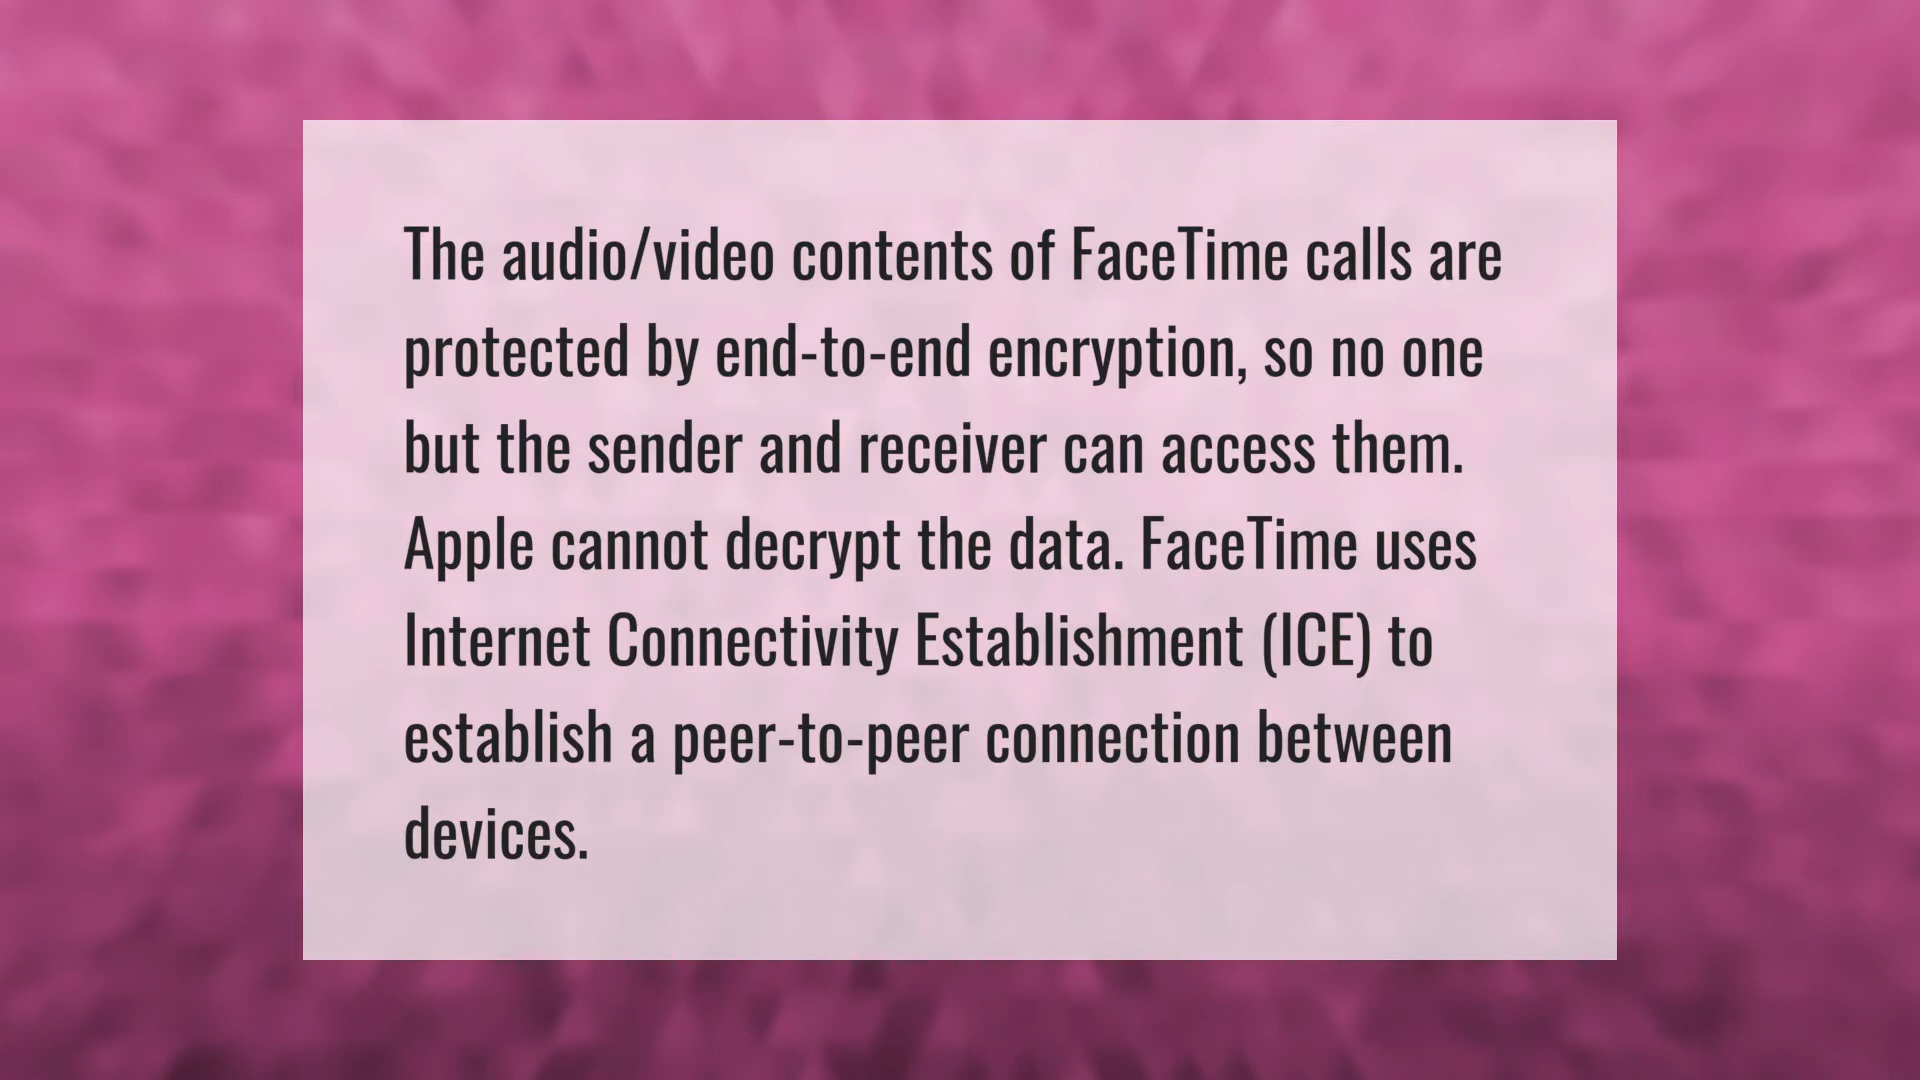 The audio/video contents of FaceTime calls are
protected by end-to-end encryption, so no one
but the sender and receiver can access them.
Apple cannot decrypt the data. FaceTime uses
Internet Connectivity Establishment (ICE) to
establish a peer-to-peer connection between
devices.